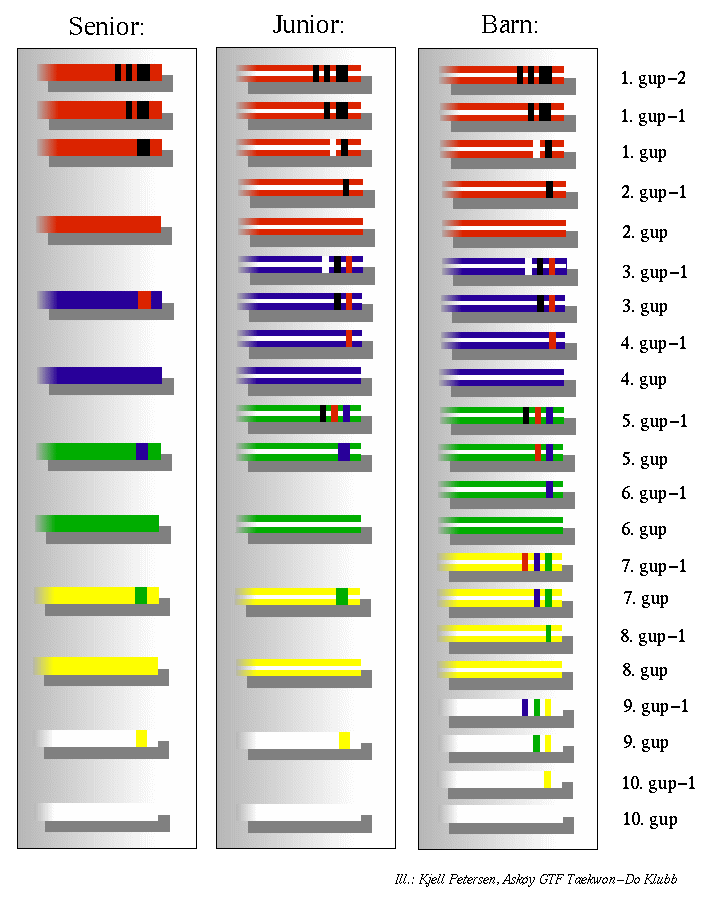 Senior:
Junior:
Barn:
1. gup−2
1. gup−1
1. gup
2. gup−1
2. gup
3. gup−1
3. gup
4. gup−1
4. gup
5. gup−1
5. gup
6. gup−1
6. gup
7. gup−1
7. gup
8. gup−1
8. gup
9. gup−1
9. gup
10. gup−1
10. gup
Ill.: Kjell Petersen, Askøy GTF Taekwon−Do Klubb